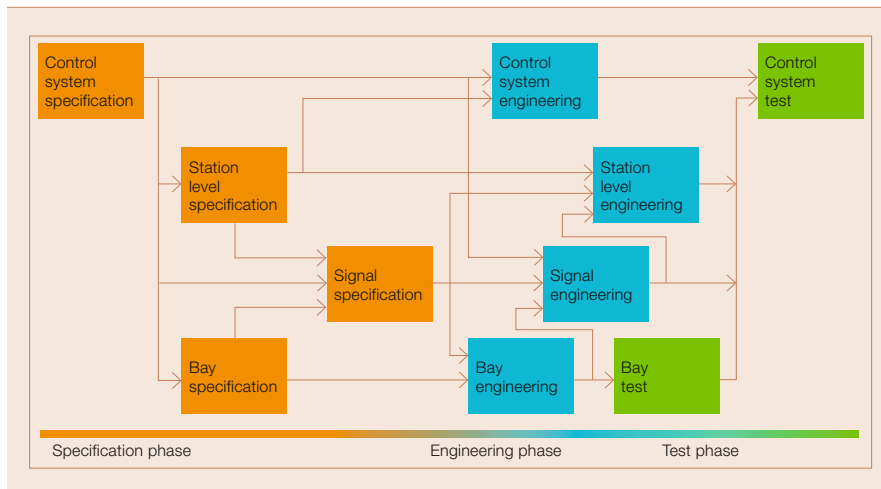 Control
system
specification
Control
system
engineering
Control
system
test
Station
level
specification
Station
level
engineering
Signal
specification
Signal
engineering
Bay
specification
Bay
engineering
Bay
test
Specification phase
Engineering phase
Test phase